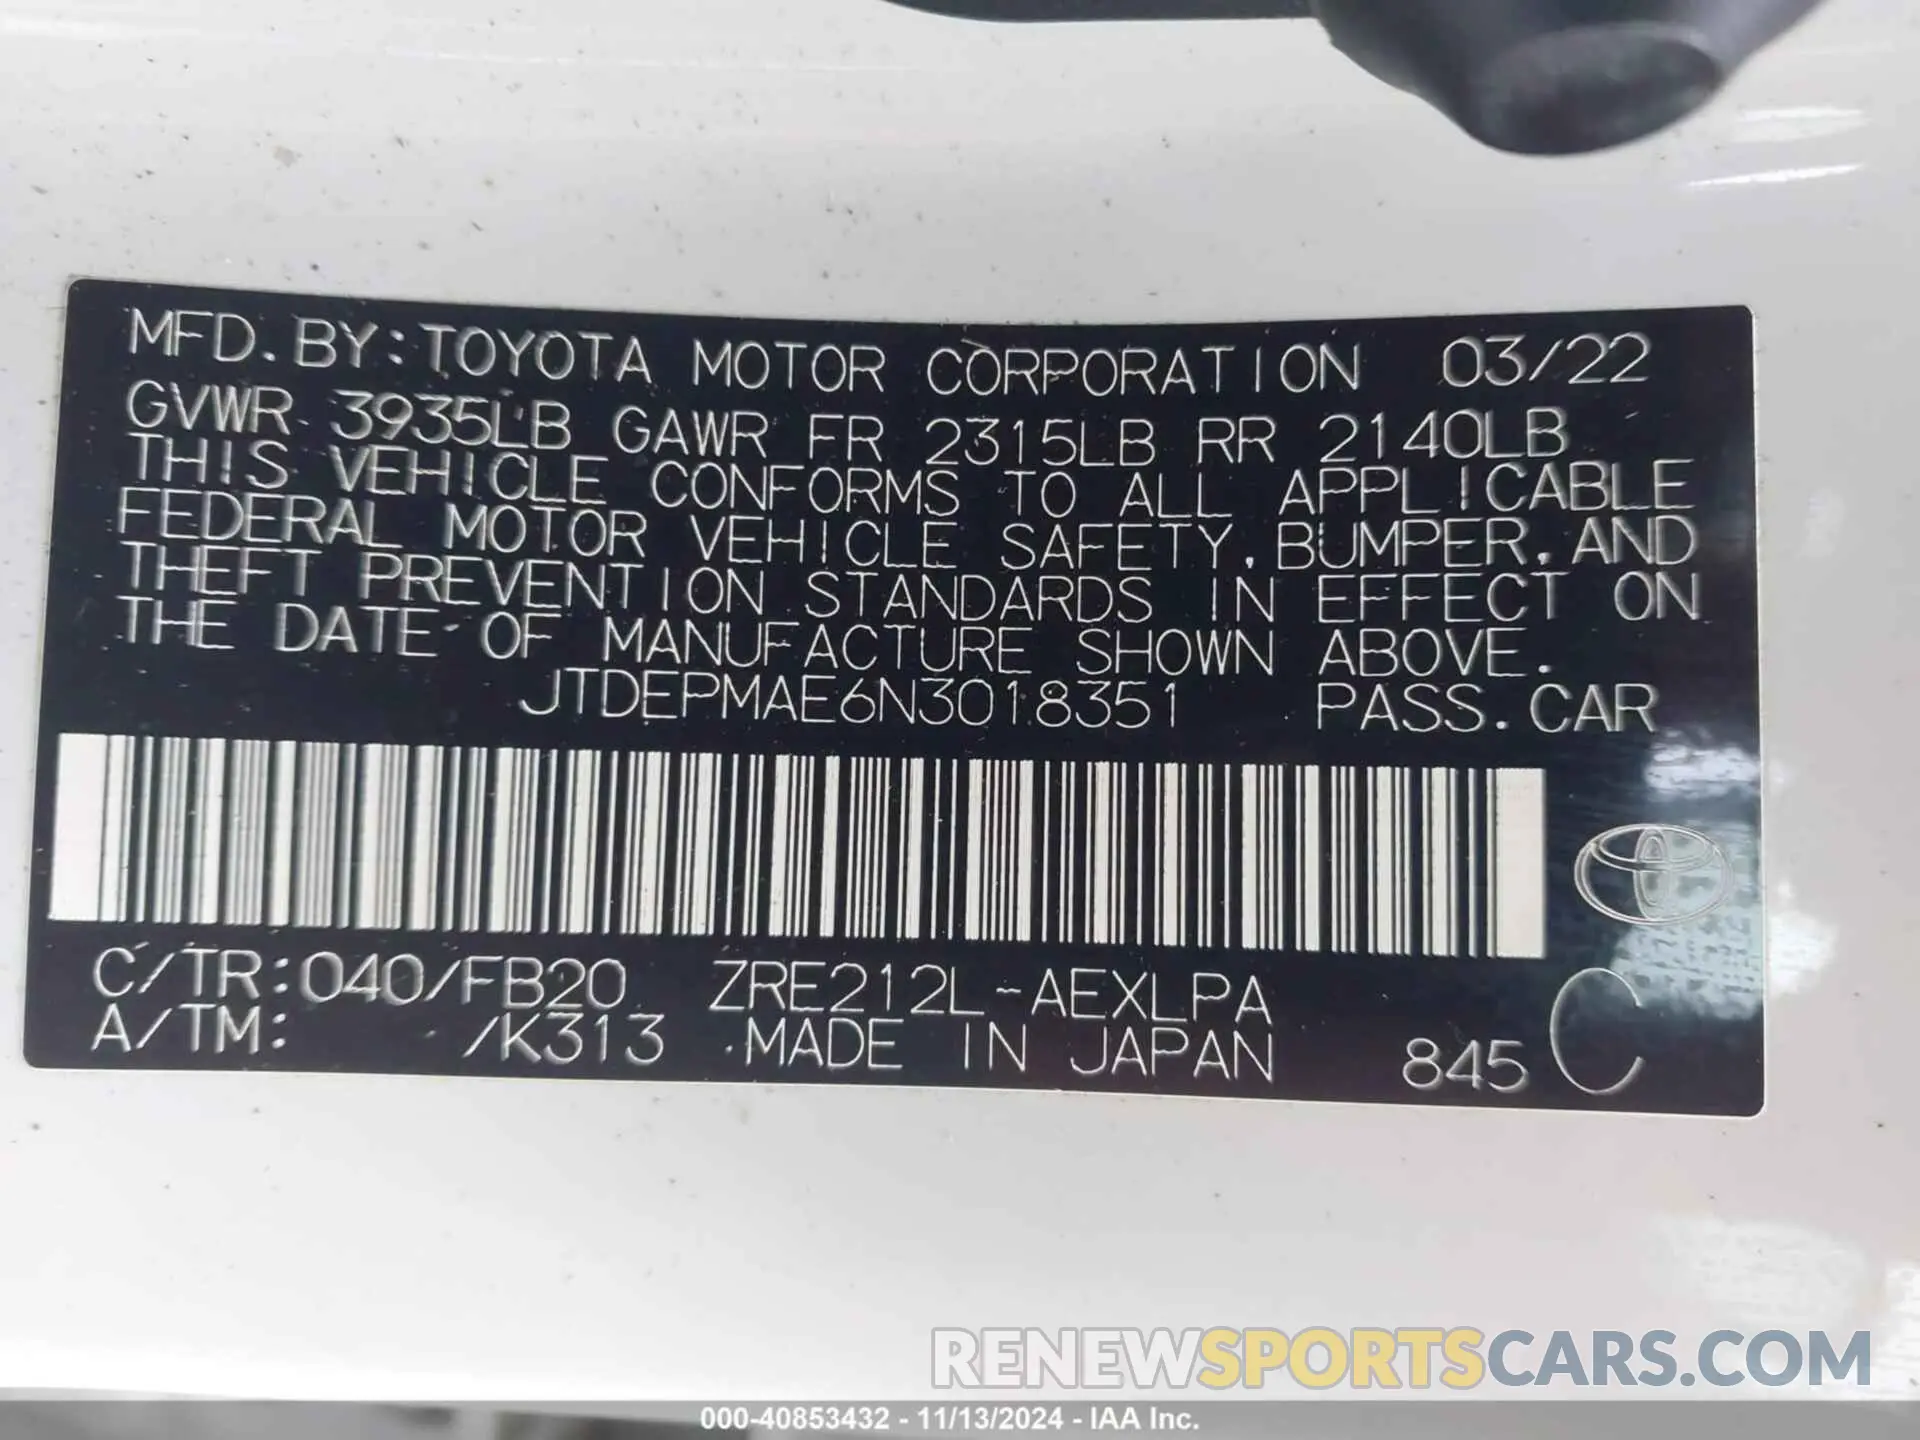 MFD. BY: TOYOTA MOTOR CORPORATION 03/22
GVWR 3935LB GAWR FR 2315LB RR 2140LB
THIS VEHICLE CONFORMS TO ALL APPLICABLE
FEDERAL MOTOR VEHICLE SAFETY, BUMPER, AND
THEFT PREVENTION STANDARDS IN EFFECT ON
THE DATE OF MANUFACTURE SHOWN ABOVE.
JTDEPMAE6N3018351 PASS. CAR
C/TR: 040/FB20 ZRE212L-AEXLPA
A/TM: /K313 MADE IN JAPAN 845 C
RENEWSPORTSCARS.COM
000-40853432 - 11/13/2024 - IAA Inc.